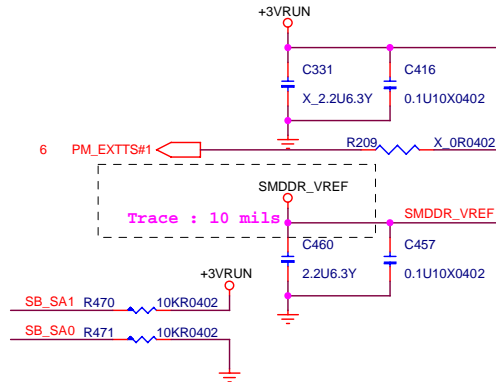 +3VRUN
C331 C416
X_2.2U6.3Y 0.1U10X0402
6 PM_EXTTS#1 R209 X_0R0402
SMDDR_VREF
Trace : 10 mils SMDDR_VREF
C460 C457
2.2U6.3Y 0.1U10X0402
+3VRUN
SB_SA1 R470 10KR0402
SB_SA0 R471 10KR0402